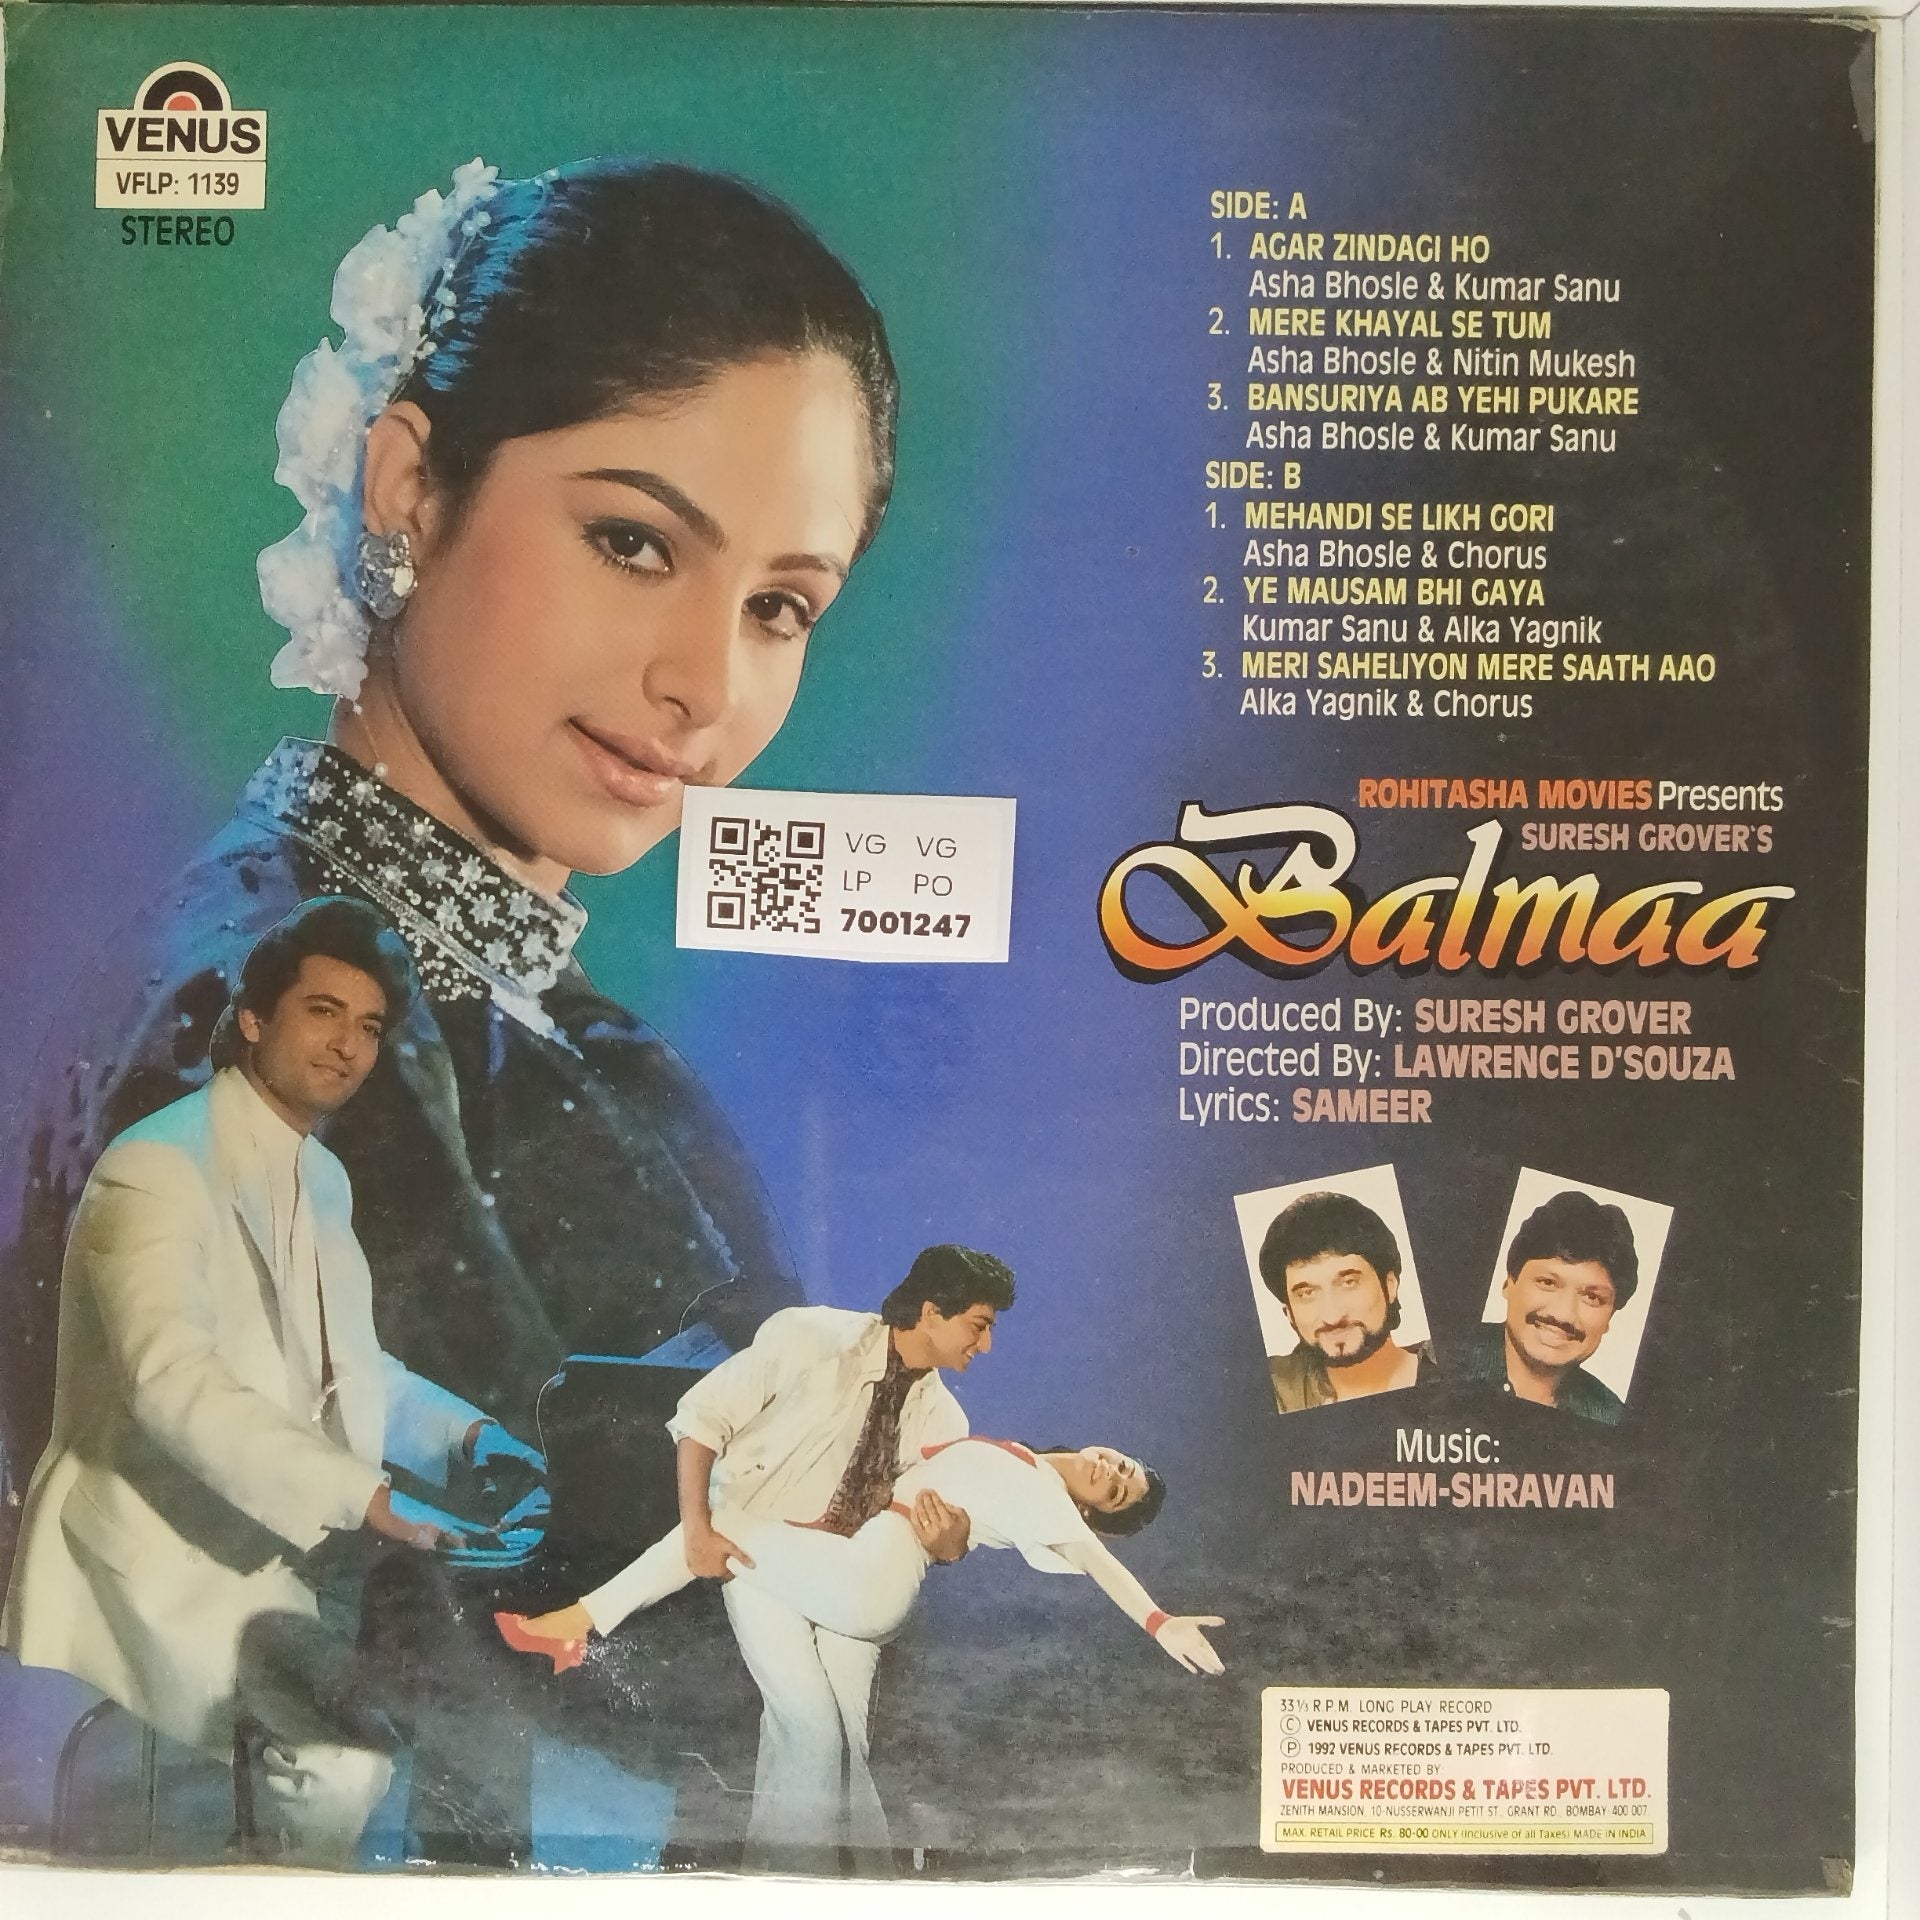 VENUS
VFLP: 1139
STEREO
SIDE: A
1. AGAR ZINDAGI HO
Asha Bhosle & Kumar Sanu
2. MERE KHAYAL SE TUM
Asha Bhosle & Nitin Mukesh
3. BANSURIYA AB YEHI PUKARE
Asha Bhosle & Kumar Sanu
SIDE: B
1. MEHANDI SE LIKH GORI
Asha Bhosle & Chorus
2. YE MAUSAM BHI GAYA
Kumar Sanu & Alka Yagnik
3. MERI SAHELIYON MERE SAATH AAO
Alka Yagnik & Chorus
ROHITASHA MOVIES Presents
SURESH GROVER'S
Balmaa
VG VG
LP PO
7001247
Produced By: SURESH GROVER
Directed By: LAWRENCE D'SOUZA
Lyrics: SAMEER
Music:
NADEEM-SHRAVAN
33⅓ R.P.M. LONG PLAY RECORD
Ⓒ VENUS RECORDS & TAPES PVT. LTD.
Ⓟ 1992 VENUS RECORDS & TAPES PVT. LTD.
PRODUCED & MARKETED BY:
VENUS RECORDS & TAPES PVT. LTD.
ZENITH MANSION, 10-NUSSERWANJI PETIT ST., GRANT RD., BOMBAY-400 007.
MAX. RETAIL PRICE Rs. 80-00 ONLY (Inclusive of all Taxes) MADE IN INDIA